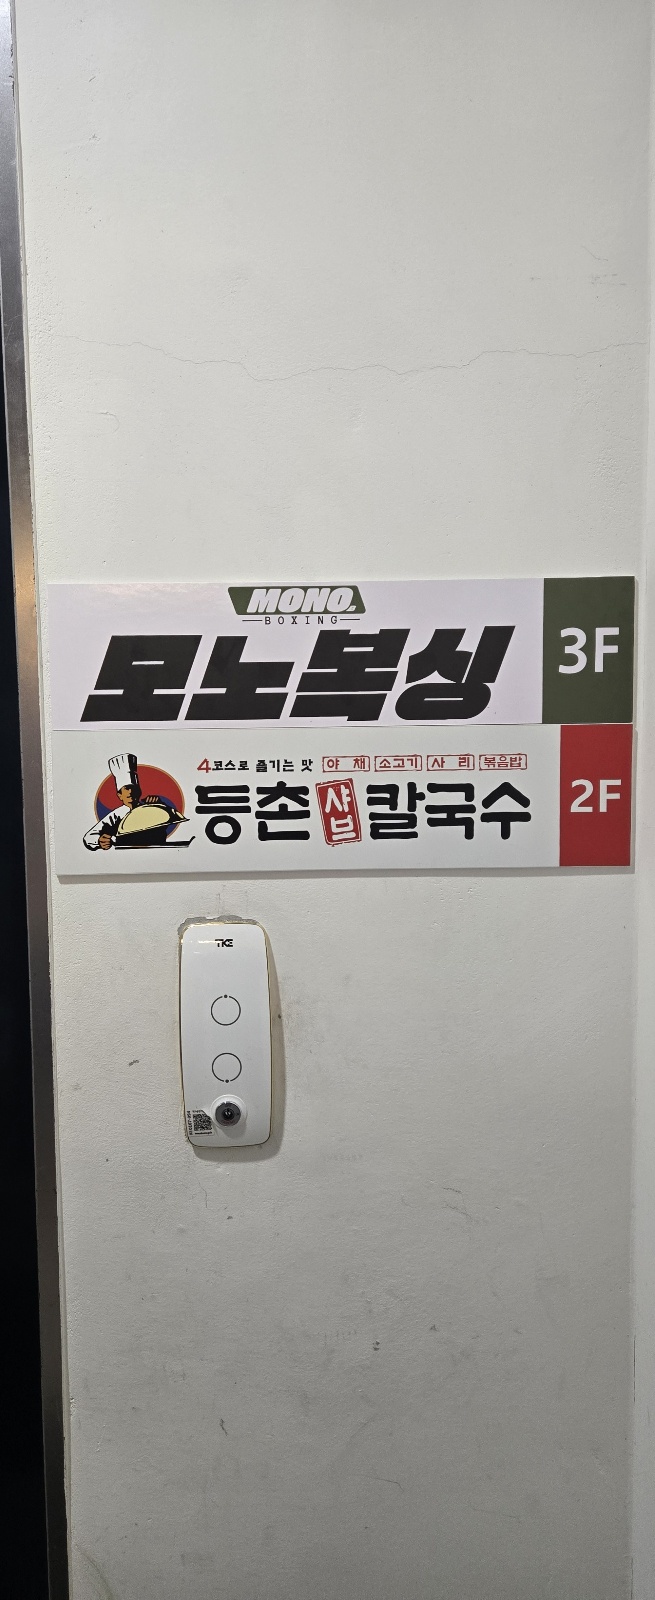 MONO.
BOXING
모노복싱
3F
4코스로 즐기는 맛 야채 소고기 사리 볶음밥
등촌샤브칼국수
2F
TKE